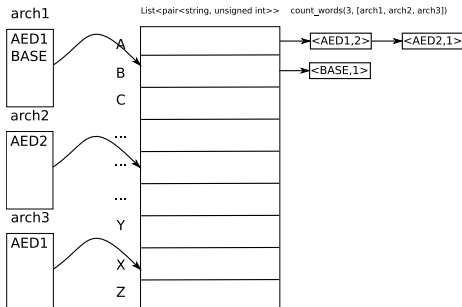 arch1
AED1
BASE
arch2
AED2
arch3
AED1
List<pair<string, unsigned int>>
A
B
C
...
...
...
Y
X
Z
count_words(3, [arch1, arch2, arch3])
<AED1,2>
<AED2,1>
<BASE,1>